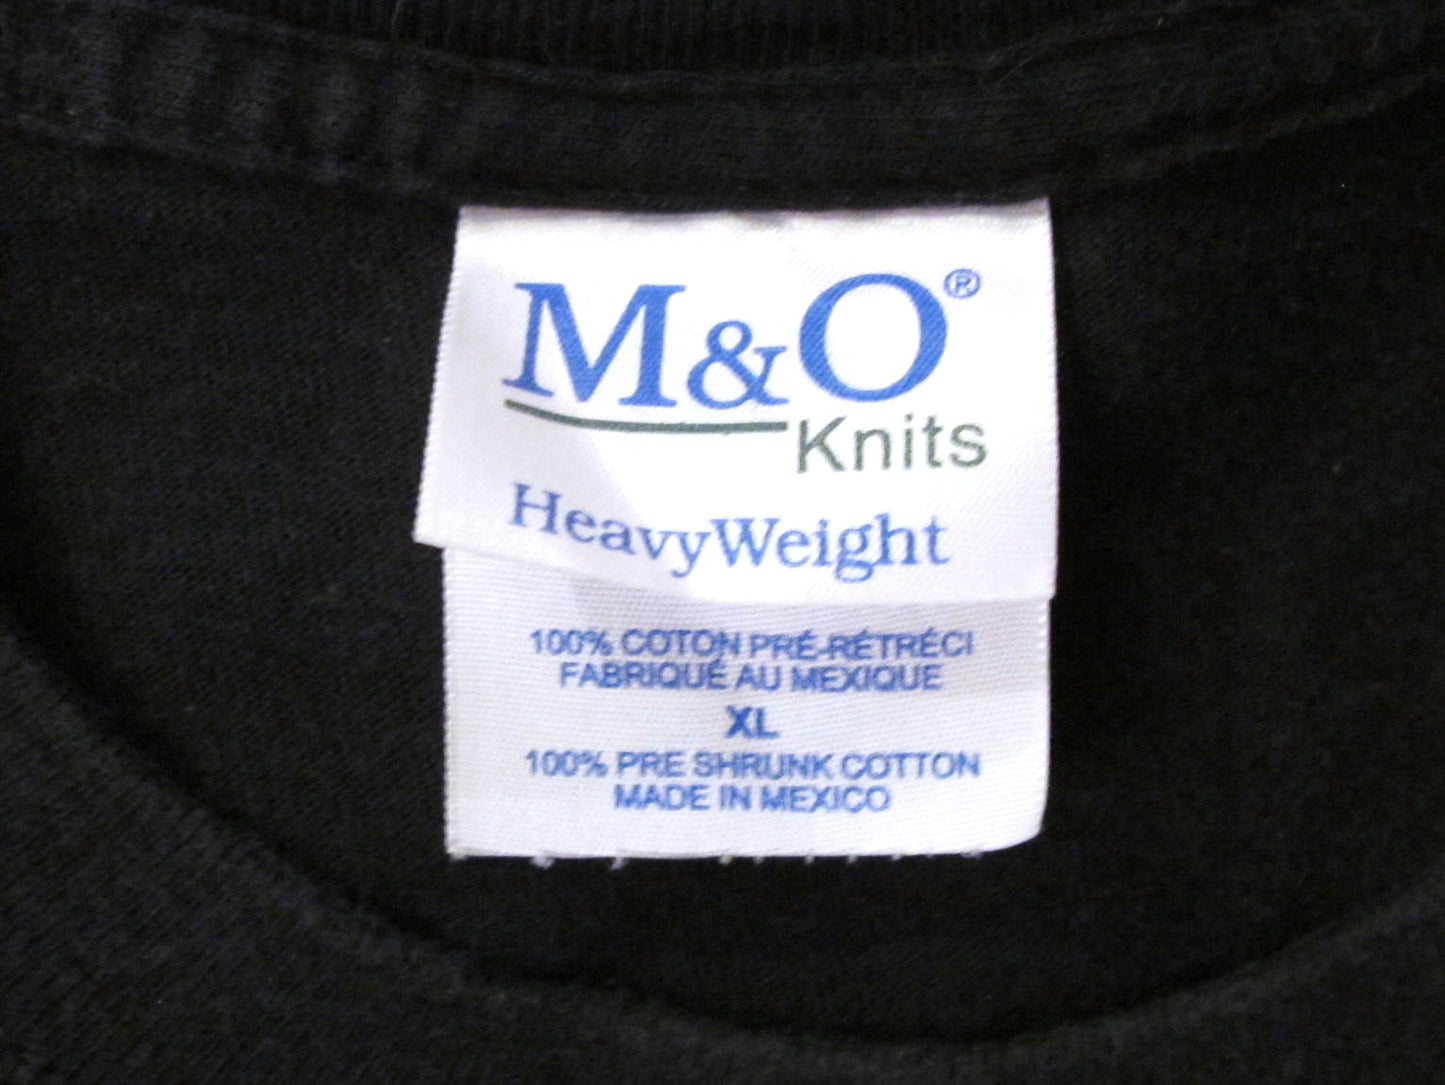 M&O®
Knits
HeavyWeight
100% COTON PRÉ-RÉTRÉCI
FABRIQUÉ AU MEXIQUE
XL
100% PRE SHRUNK COTTON
MADE IN MEXICO